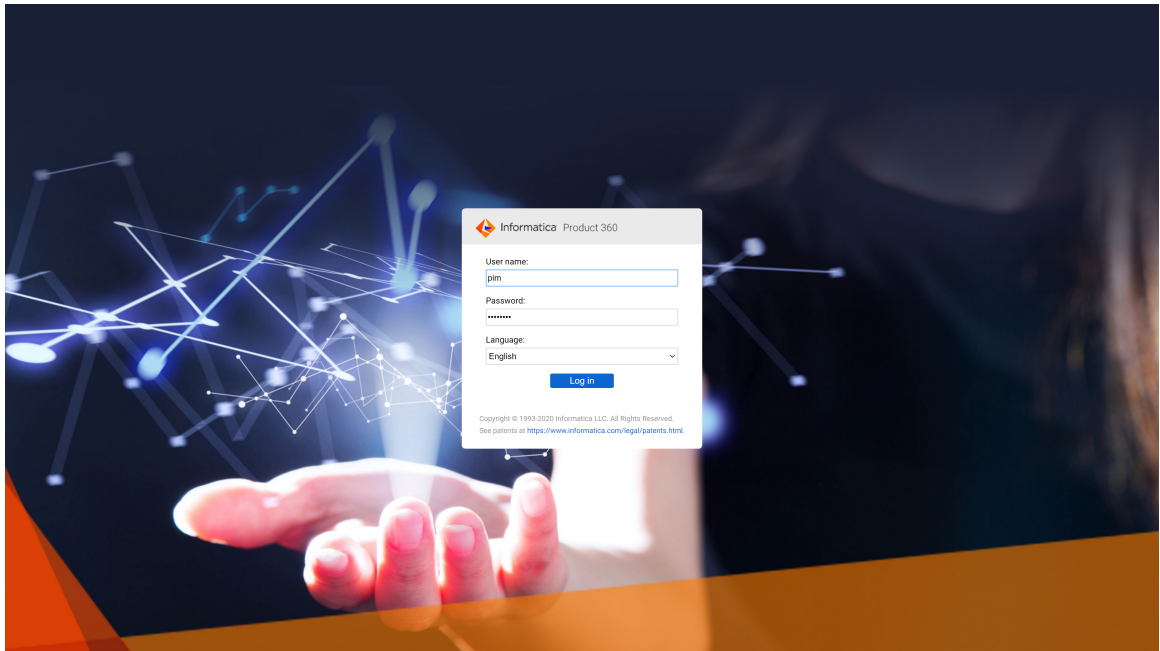 Informatica Product 360
User name:
pim
Password:
••••••••
Language:
English
Log in
Copyright © 1993-2020 Informatica LLC. All Rights Reserved.
See patents at https://www.informatica.com/legal/patents.html.